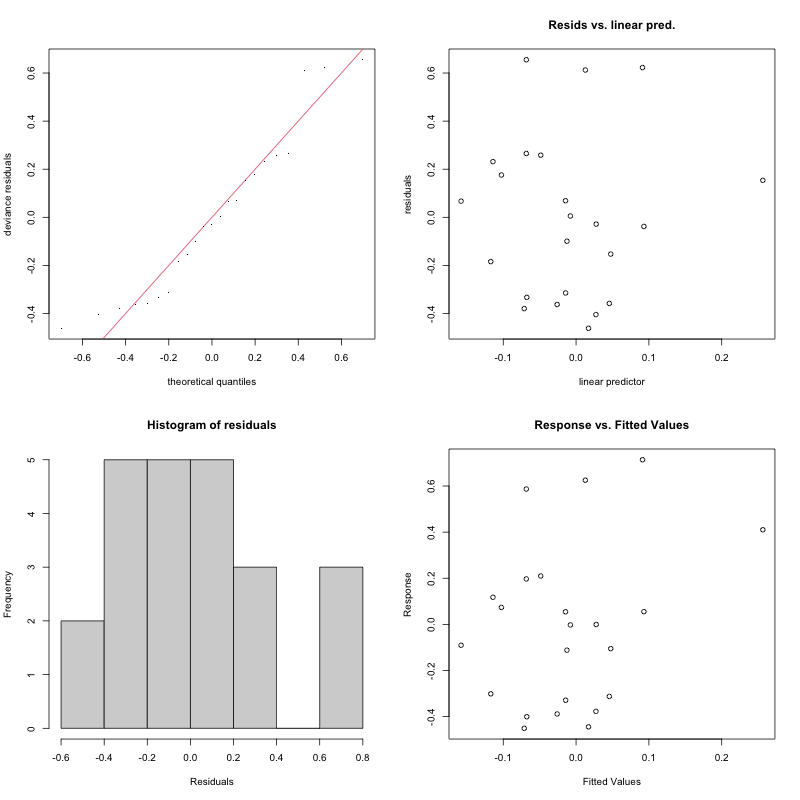 0.6
0.4
0.2
0.0
-0.2
-0.4
deviance residuals
-0.6 -0.4 -0.2 0.0 0.2 0.4 0.6
theoretical quantiles
Resids vs. linear pred.
0.6
0.4
0.2
0.0
-0.2
-0.4
residuals
-0.1 0.0 0.1 0.2
linear predictor
Histogram of residuals
5
4
3
2
1
0
Frequency
-0.6 -0.4 -0.2 0.0 0.2 0.4 0.6 0.8
Residuals
Response vs. Fitted Values
0.6
0.4
0.2
0.0
-0.2
-0.4
Response
-0.1 0.0 0.1 0.2
Fitted Values